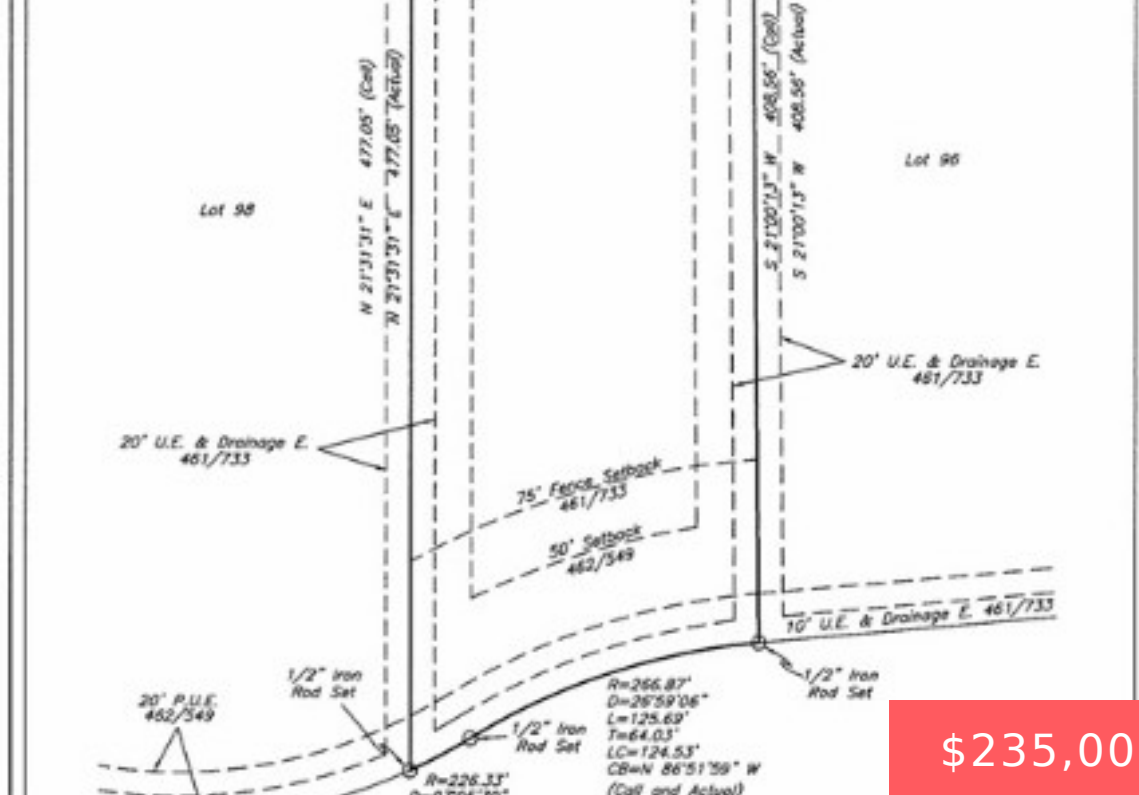 N 21°31'31" E 477.05' (Call)
N 21°31'31" E 477.05' (Actual)
S 21°00'13" W 408.56' (Call)
S 21°00'13" W 408.56' (Actual)
Lot 96
Lot 98
20' U.E. & Drainage E.
461/733
20' U.E. & Drainage E.
461/733
75' Fence Setback
461/733
50' Setback
462/549
10' U.E. & Drainage E. 461/733
1/2" Iron
Rod Set
1/2" Iron
Rod Set
20' P.U.E.
462/549
1/2" Iron
Rod Set
R=266.87'
D=26°59'06"
L=125.69'
T=64.03'
LC=124.53'
CB=N 86°51'59" W
(Call and Actual)
R=226.33'
$235,00